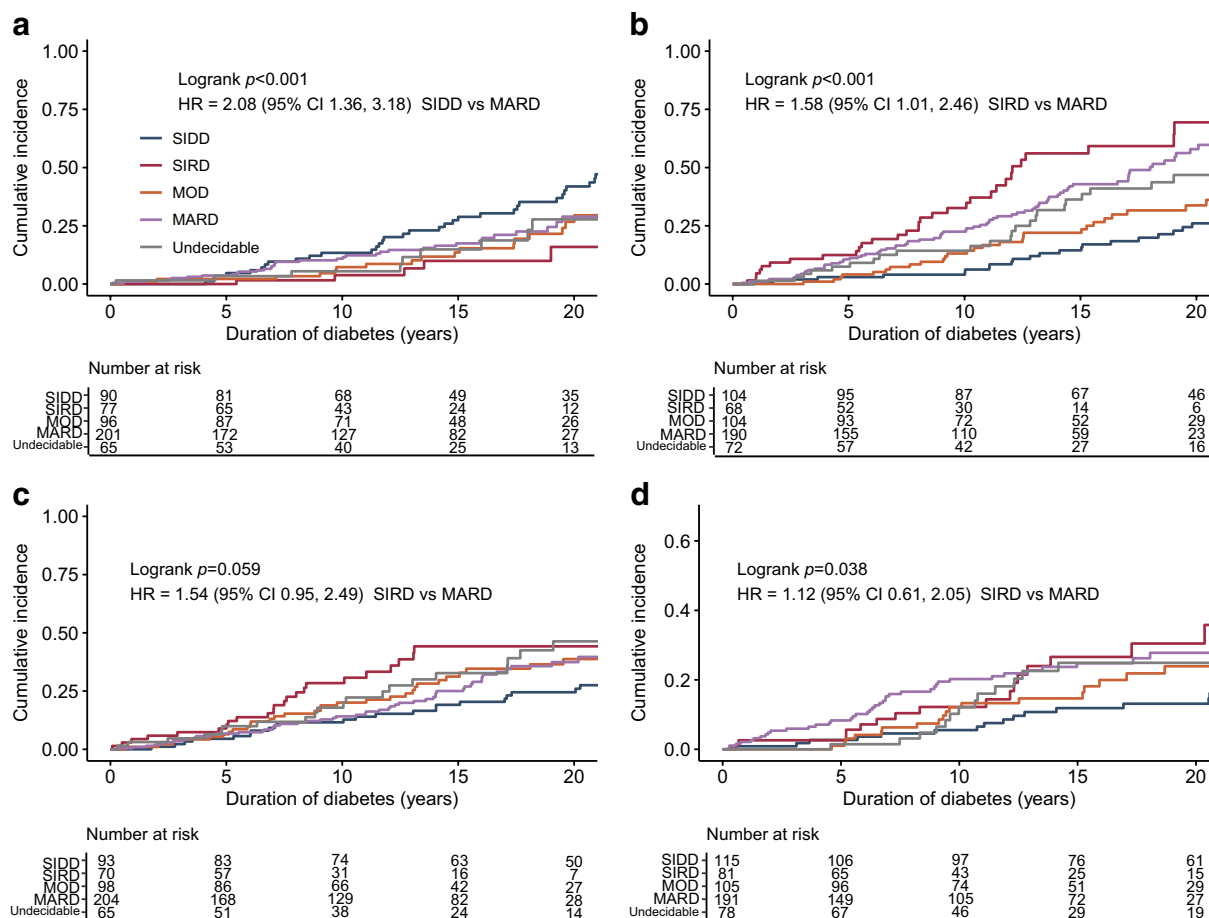 a
1.00
0.75
0.50
0.25
0.00
Cumulative incidence
Logrank p<0.001
HR = 2.08 (95% CI 1.36, 3.18) SIDD vs MARD
SIDD
SIRD
MOD
MARD
Undecidable
0 5 10 15 20
Duration of diabetes (years)
Number at risk
SIDD 90 81 68 49 35
SIRD 77 65 43 24 12
MOD 96 87 71 48 26
MARD 201 172 127 82 27
Undecidable 65 53 40 25 13
b
1.00
0.75
0.50
0.25
0.00
Cumulative incidence
Logrank p<0.001
HR = 1.58 (95% CI 1.01, 2.46) SIRD vs MARD
0 5 10 15 20
Duration of diabetes (years)
Number at risk
SIDD 104 95 87 67 46
SIRD 68 52 30 14 6
MOD 104 93 72 52 29
MARD 190 155 110 59 23
Undecidable 72 57 42 27 16
c
1.00
0.75
0.50
0.25
0.00
Cumulative incidence
Logrank p=0.059
HR = 1.54 (95% CI 0.95, 2.49) SIRD vs MARD
0 5 10 15 20
Duration of diabetes (years)
Number at risk
SIDD 93 83 74 63 50
SIRD 70 57 31 16 7
MOD 98 86 66 42 27
MARD 204 168 129 82 28
Undecidable 65 51 38 24 14
d
0.6
0.4
0.2
0.0
Cumulative incidence
Logrank p=0.038
HR = 1.12 (95% CI 0.61, 2.05) SIRD vs MARD
0 5 10 15 20
Duration of diabetes (years)
Number at risk
SIDD 115 106 97 76 61
SIRD 81 65 43 25 15
MOD 105 96 74 51 29
MARD 191 149 105 72 27
Undecidable 78 67 46 29 19